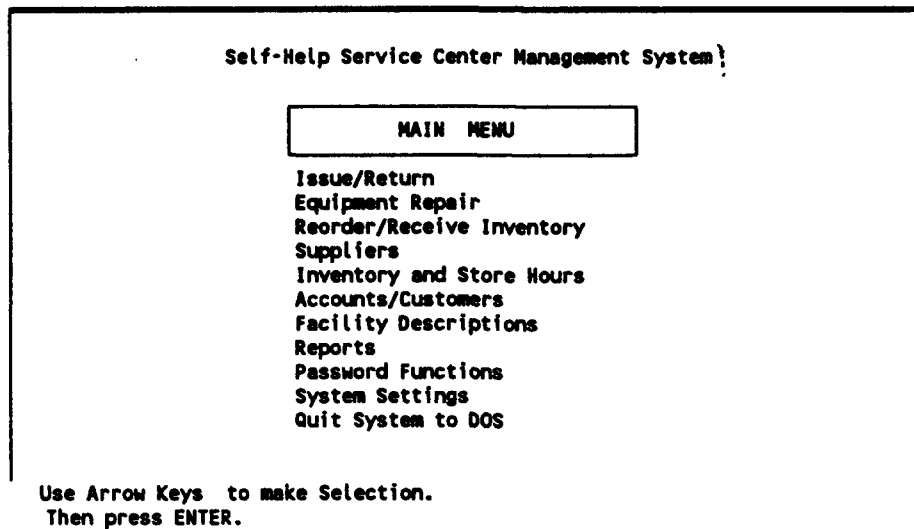 Self-Help Service Center Management System
MAIN MENU
Issue/Return
Equipment Repair
Reorder/Receive Inventory
Suppliers
Inventory and Store Hours
Accounts/Customers
Facility Descriptions
Reports
Password Functions
System Settings
Quit System to DOS
Use Arrow Keys to make Selection.
Then press ENTER.